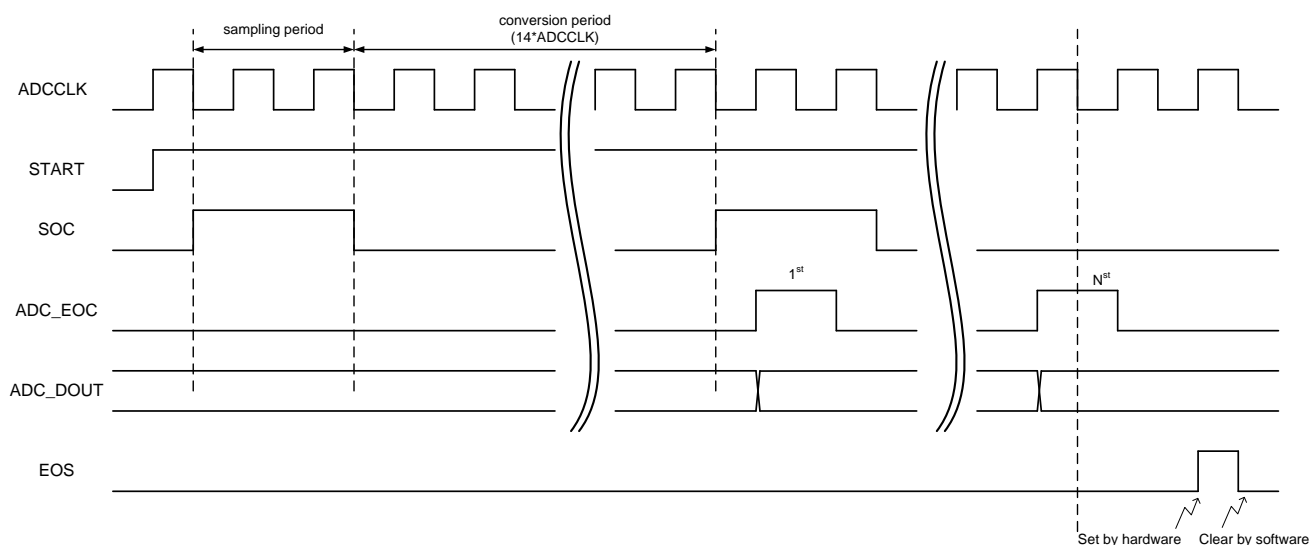 sampling period
conversion period
(14*ADCCLK)
ADCCLK
START
SOC
1st
Nst
ADC_EOC
ADC_DOUT
EOS
Set by hardware
Clear by software